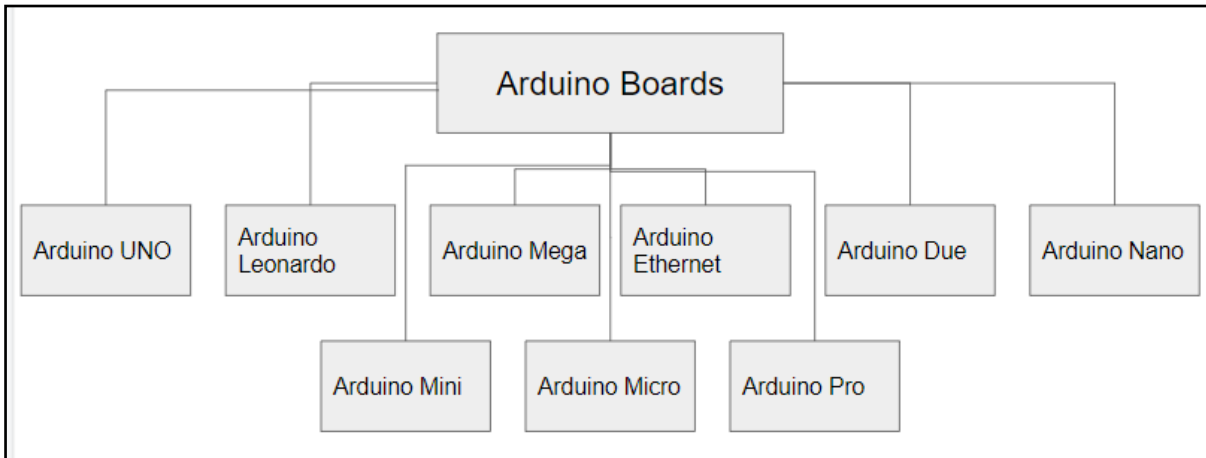 Arduino Boards
Arduino UNO
Arduino
Leonardo
Arduino Mega
Arduino
Ethernet
Arduino Due
Arduino Nano
Arduino Mini
Arduino Micro
Arduino Pro